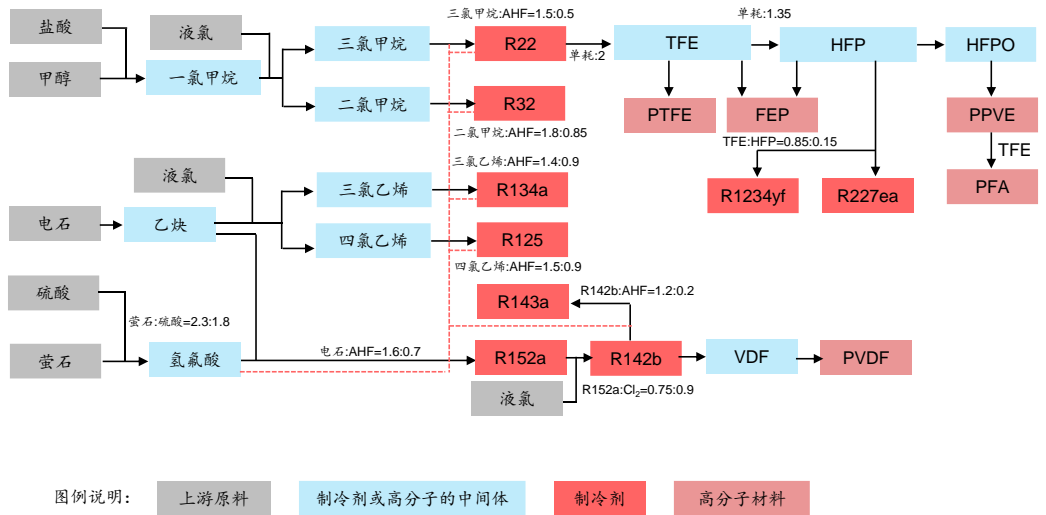 三氯甲烷:AHF=1.5:0.5
单耗:1.35
盐酸
液氯
三氯甲烷
R22
单耗:2
TFE
HFP
HFPO
甲醇
一氯甲烷
二氯甲烷
R32
PTFE
FEP
PPVE
二氯甲烷:AHF=1.8:0.85
TFE:HFP=0.85:0.15
TFE
三氯乙烯:AHF=1.4:0.9
液氯
三氯乙烯
R134a
R1234yf
R227ea
PFA
电石
乙炔
四氯乙烯
R125
四氯乙烯:AHF=1.5:0.9
硫酸
R143a
R142b:AHF=1.2:0.2
萤石:硫酸=2.3:1.8
电石:AHF=1.6:0.7
萤石
氢氟酸
R152a
R142b
VDF
PVDF
液氯
R152a:Cl₂=0.75:0.9
图例说明:
上游原料
制冷剂或高分子的中间体
制冷剂
高分子材料